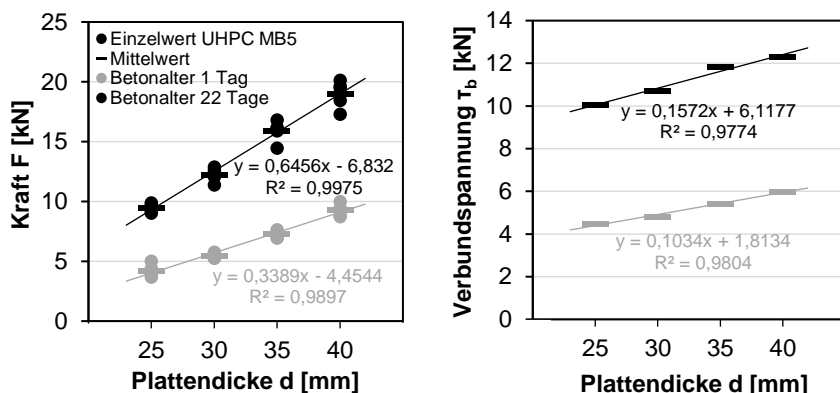 Einzelwert UHPC MB5
Mittelwert
Betonalter 1 Tag
Betonalter 22 Tage
Kraft F [kN]
25
20
15
10
5
0
y = 0,6456x - 6,832
R² = 0,9975
y = 0,3389x - 4,4544
R² = 0,9897
25 30 35 40
Plattendicke d [mm]
Verbundspannung τb [kN]
14
12
10
8
6
4
2
0
y = 0,1572x + 6,1177
R² = 0,9774
y = 0,1034x + 1,8134
R² = 0,9804
25 30 35 40
Plattendicke d [mm]